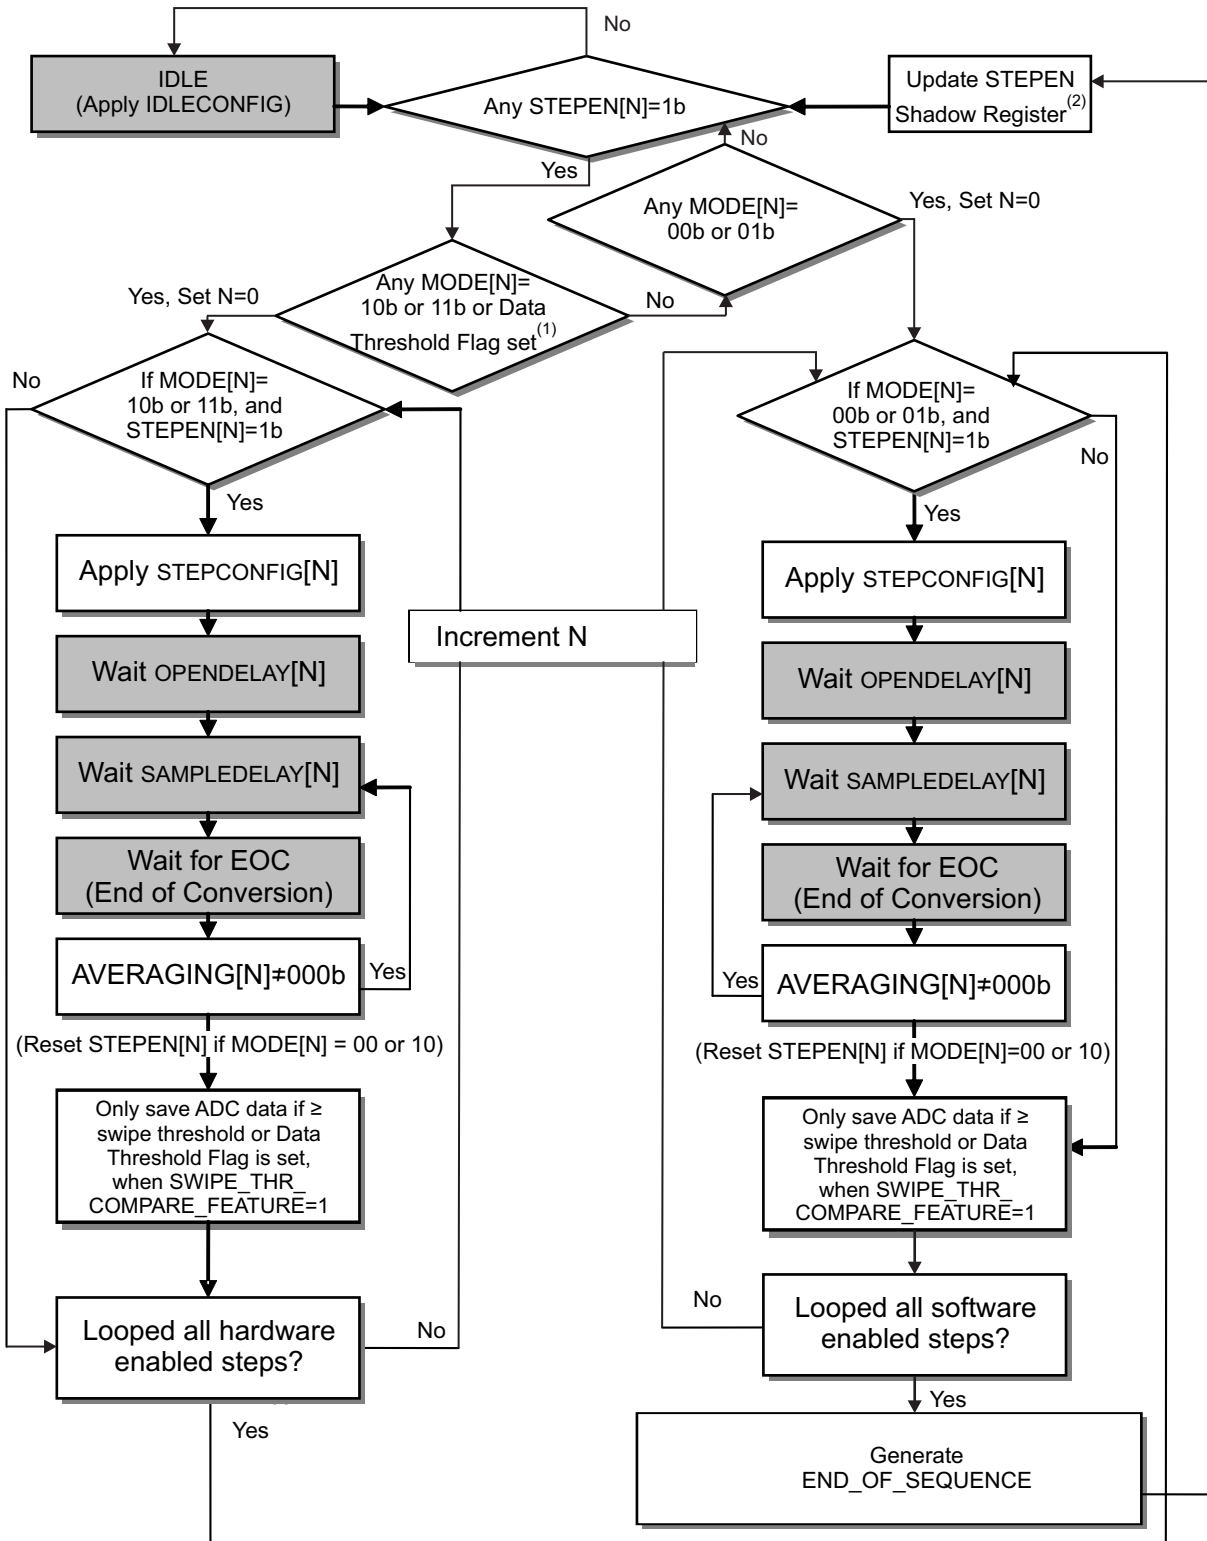 No
IDLE
(Apply IDLECONFIG)
Any STEPEN[N]=1b
Update STEPEN
Shadow Register(2)
Yes
No
Any MODE[N]=
00b or 01b
Yes, Set N=0
Any MODE[N]=
10b or 11b or Data
Threshold Flag set(1)
Yes, Set N=0
No
No
If MODE[N]=
10b or 11b, and
STEPEN[N]=1b
If MODE[N]=
00b or 01b, and
STEPEN[N]=1b
No
Yes
Yes
Apply STEPCONFIG[N]
Apply STEPCONFIG[N]
Increment N
Wait OPENDELAY[N]
Wait OPENDELAY[N]
Wait SAMPLEDELAY[N]
Wait SAMPLEDELAY[N]
Wait for EOC
(End of Conversion)
Wait for EOC
(End of Conversion)
AVERAGING[N]≠000b
Yes
Yes
AVERAGING[N]≠000b
(Reset STEPEN[N] if MODE[N] = 00 or 10)
(Reset STEPEN[N] if MODE[N]=00 or 10)
Only save ADC data if ≥
swipe threshold or Data
Threshold Flag is set,
when SWIPE_THR_
COMPARE_FEATURE=1
Only save ADC data if ≥
swipe threshold or Data
Threshold Flag is set,
when SWIPE_THR_
COMPARE_FEATURE=1
Looped all hardware
enabled steps?
No
No
Looped all software
enabled steps?
Yes
Yes
Generate
END_OF_SEQUENCE